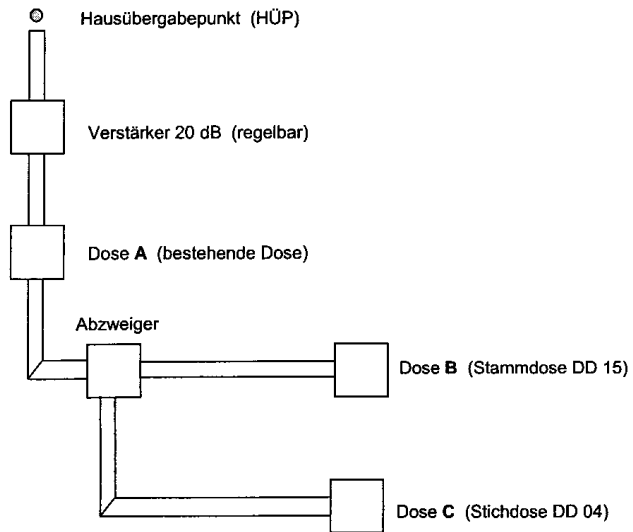 Hausübergabepunkt (HÜP)
Verstärker 20 dB (regelbar)
Dose A (bestehende Dose)
Abzweiger
Dose B (Stammdose DD 15)
Dose C (Stichdose DD 04)